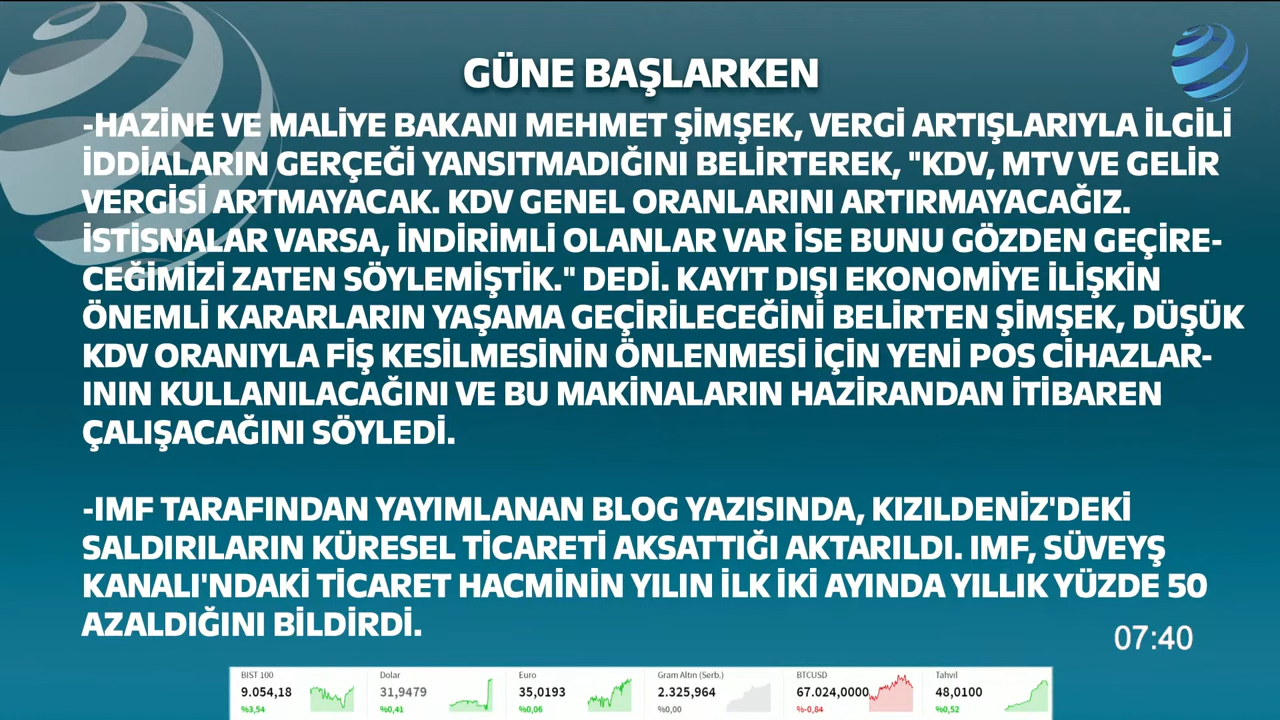 GÜNE BAŞLARKEN
-HAZİNE VE MALİYE BAKANI MEHMET ŞİMŞEK, VERGİ ARTIŞLARIYLA İLGİLİ
İDDİALARIN GERÇEĞİ YANSITMADIĞINI BELİRTEREK, "KDV, MTV VE GELİR
VERGİSİ ARTMAYACAK. KDV GENEL ORANLARINI ARTIRMAYACAĞIZ.
İSTİSNALAR VARSA, İNDİRİMLİ OLANLAR VAR İSE BUNU GÖZDEN GEÇİRE-
CEĞİMİZİ ZATEN SÖYLEMİŞTİK." DEDİ. KAYIT DIŞI EKONOMİYE İLİŞKİN
ÖNEMLİ KARARLARIN YAŞAMA GEÇİRİLECEĞİNİ BELİRTEN ŞİMŞEK, DÜŞÜK
KDV ORANIYLA FİŞ KESİLMESİNİN ÖNLENMESİ İÇİN YENİ POS CİHAZLAR-
ININ KULLANILACAĞINI VE BU MAKİNALARIN HAZİRANDAN İTİBAREN
ÇALIŞACAĞINI SÖYLEDİ.
-IMF TARAFINDAN YAYIMLANAN BLOG YAZISINDA, KIZILDENİZ'DEKİ
SALDIRILARIN KÜRESEL TİCARETİ AKSATTIĞI AKTARILDI. IMF, SÜVEYŞ
KANALI'NDAKİ TİCARET HACMİNİN YILIN İLK İKİ AYINDA YILLIK YÜZDE 50
AZALDIĞINI BİLDİRDİ.
07:40
BIST 100 Dolar Euro Gram Altın (Serb.) BTCUSD Tahvil
9.054,18 31,9479 35,0193 2.325,964 67.024,0000 48,0100
%3,54 %0,41 %0,06 %0,00 %-0,84 %0,52